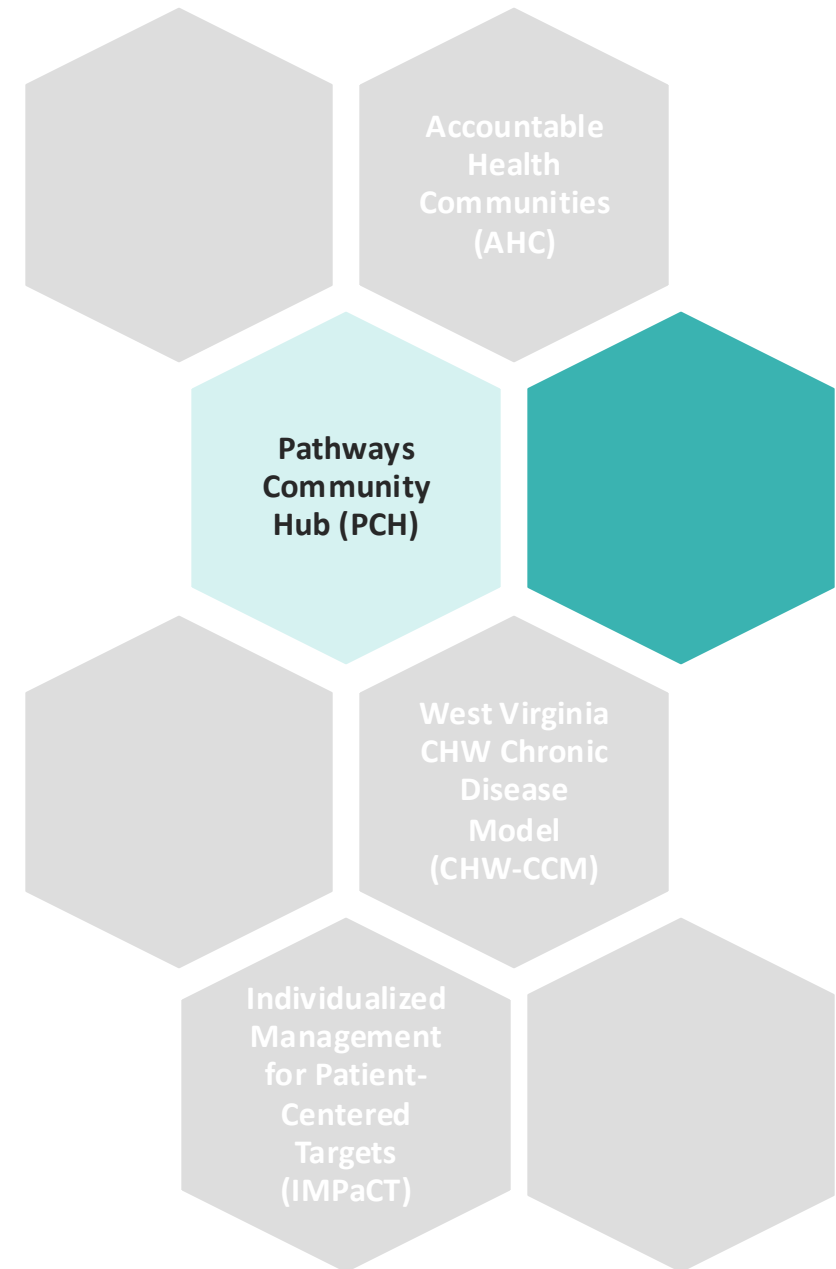 Accountable
Health
Communities
(AHC)
Pathways
Community
Hub (PCH)
West Virginia
CHW Chronic
Disease
Model
(CHW-CCM)
Individualized
Management
for Patient-
Centered
Targets
(IMPaCT)